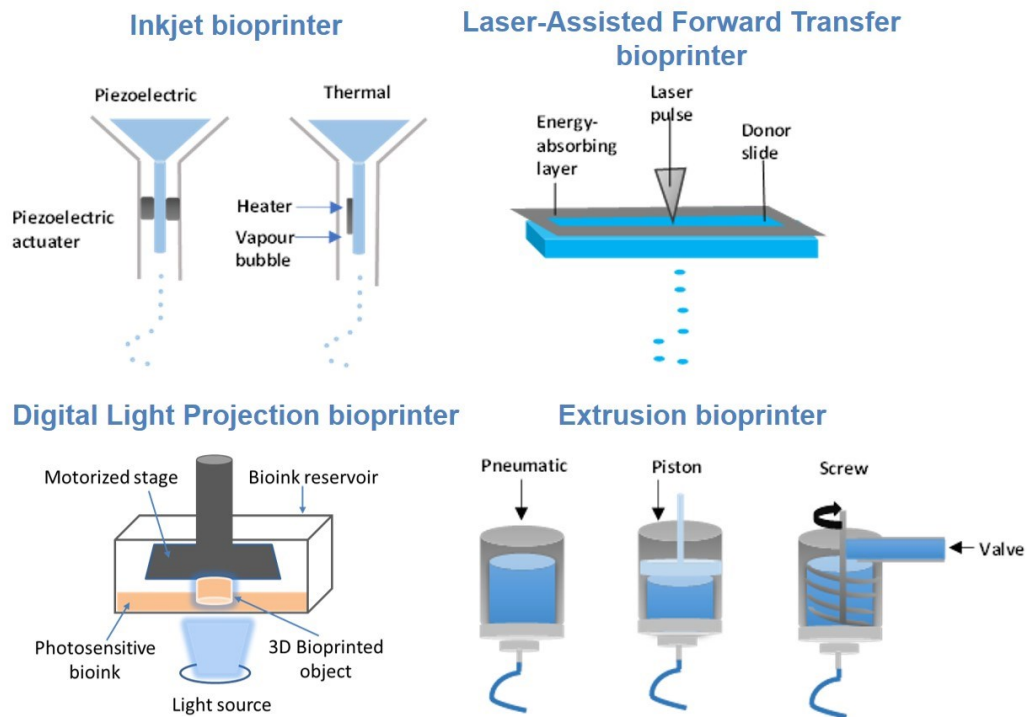 Inkjet bioprinter
Piezoelectric
Thermal
Piezoelectric
actuater
Heater
Vapour
bubble
Laser-Assisted Forward Transfer
bioprinter
Laser
pulse
Energy-
absorbing
layer
Donor
slide
Digital Light Projection bioprinter
Motorized stage
Bioink reservoir
Photosensitive
bioink
3D Bioprinted
object
Light source
Extrusion bioprinter
Pneumatic
Piston
Screw
Valve